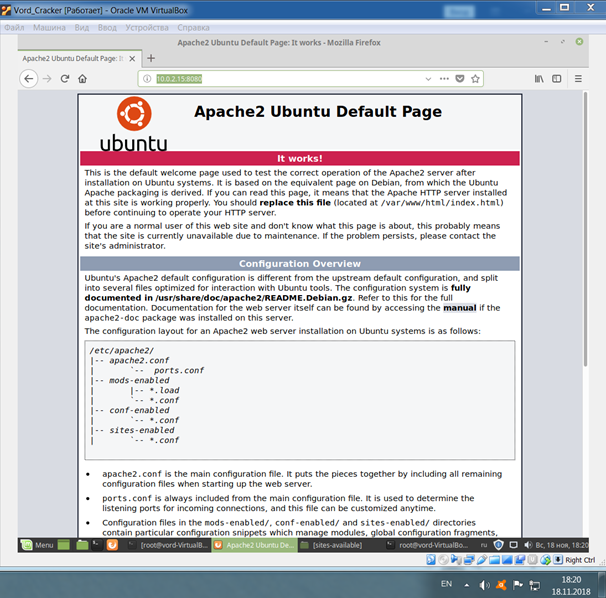 Vord_Cracker [Работает] - Oracle VM VirtualBox
Файл Машина Вид Ввод Устройства Справка
Apache2 Ubuntu Default Page: It works - Mozilla Firefox
Apache2 Ubuntu Default Page: It
10.0.2.15:8080
ubuntu
Apache2 Ubuntu Default Page
It works!
This is the default welcome page used to test the correct operation of the Apache2 server after
installation on Ubuntu systems. It is based on the equivalent page on Debian, from which the Ubuntu
Apache packaging is derived. If you can read this page, it means that the Apache HTTP server installed
at this site is working properly. You should replace this file (located at /var/www/html/index.html)
before continuing to operate your HTTP server.
If you are a normal user of this web site and don't know what this page is about, this probably means
that the site is currently unavailable due to maintenance. If the problem persists, please contact the
site's administrator.
Configuration Overview
Ubuntu's Apache2 default configuration is different from the upstream default configuration, and split
into several files optimized for interaction with Ubuntu tools. The configuration system is fully
documented in /usr/share/doc/apache2/README.Debian.gz. Refer to this for the full
documentation. Documentation for the web server itself can be found by accessing the manual if the
apache2-doc package was installed on this server.
The configuration layout for an Apache2 web server installation on Ubuntu systems is as follows:
/etc/apache2/
|-- apache2.conf
| `-- ports.conf
|-- mods-enabled
| |-- *.load
| `-- *.conf
|-- conf-enabled
| `-- *.conf
|-- sites-enabled
| `-- *.conf
• apache2.conf is the main configuration file. It puts the pieces together by including all remaining
configuration files when starting up the web server.
• ports.conf is always included from the main configuration file. It is used to determine the
listening ports for incoming connections, and this file can be customized anytime.
• Configuration files in the mods-enabled/, conf-enabled/ and sites-enabled/ directories
contain particular configuration snippets which manage modules, global configuration fragments,
Menu [root@vord-VirtualB... Apache2 Ubuntu De... [sites-available] root@vord-VirtualBo... ru Вс, 18 ноя, 18:20
Right Ctrl
EN 18:20
18.11.2018